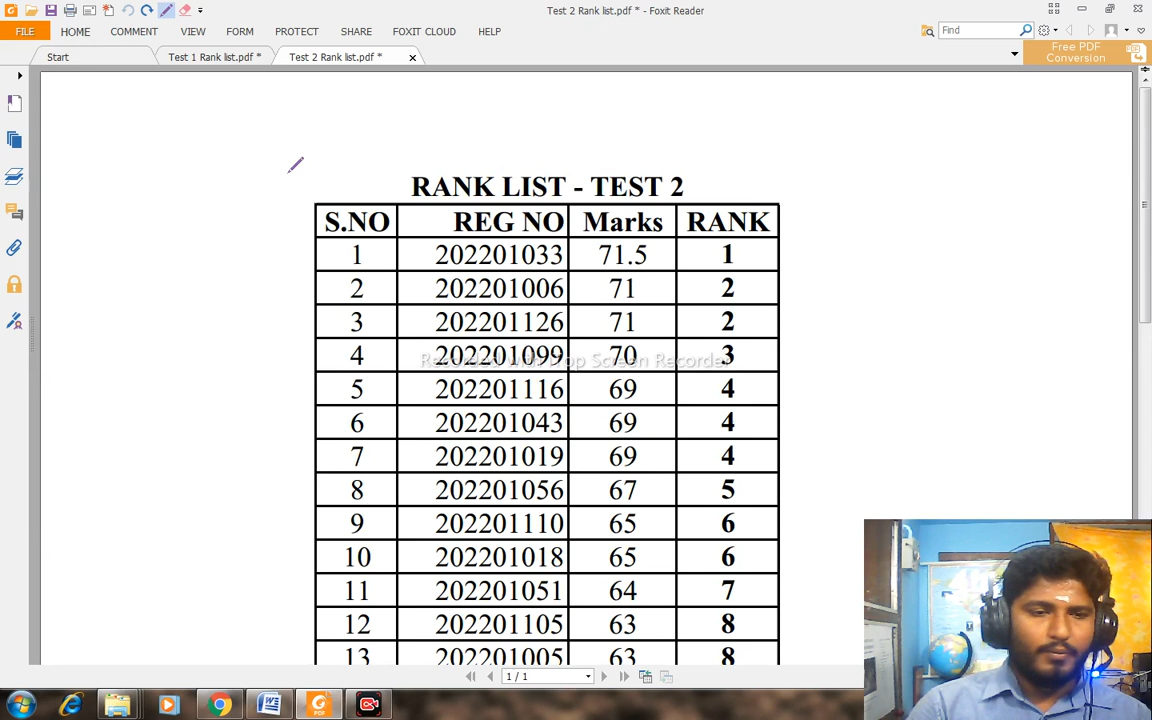 Test 2 Rank list.pdf * - Foxit Reader
FILE HOME COMMENT VIEW FORM PROTECT SHARE FOXIT CLOUD HELP
Find
Free PDF
Conversion
Start Test 1 Rank list.pdf * Test 2 Rank list.pdf *
RANK LIST - TEST 2
S.NO REG NO Marks RANK
1 202201033 71.5 1
2 202201006 71 2
3 202201126 71 2
4 202201099 70 3
Recorded with iTop Screen Recorder
5 202201116 69 4
6 202201043 69 4
7 202201019 69 4
8 202201056 67 5
9 202201110 65 6
10 202201018 65 6
11 202201051 64 7
12 202201105 63 8
13 202201005 63 8
1 / 1